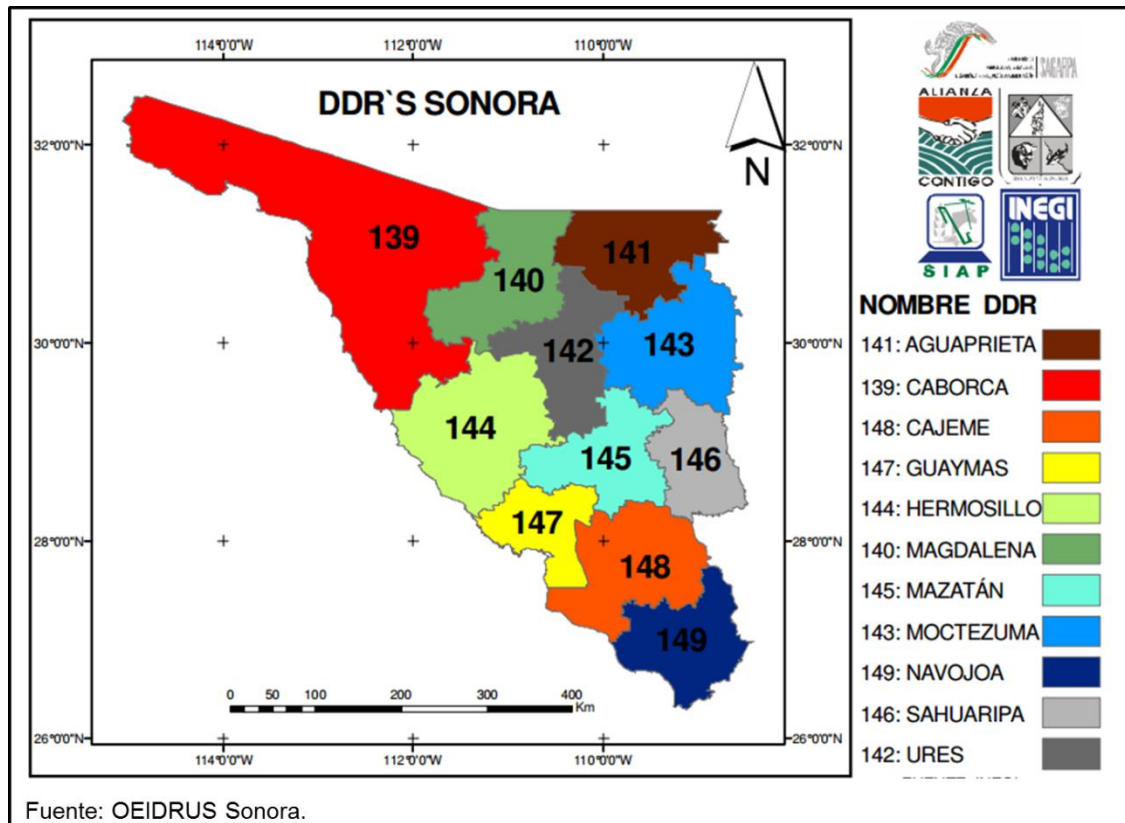 114°0'0"W 112°0'0"W 110°0'0"W
DDR`S SONORA
32°0'0"N 32°0'0"N
30°0'0"N 30°0'0"N
28°0'0"N 28°0'0"N
26°0'0"N 26°0'0"N
N
139
140
141
142
143
144
145
146
147
148
149
0 50 100 200 300 400
Km
114°0'0"W 112°0'0"W 110°0'0"W
SAGARPA
ALIANZA
CONTIGO
SIAP
INEGI
NOMBRE DDR
141: AGUAPRIETA
139: CABORCA
148: CAJEME
147: GUAYMAS
144: HERMOSILLO
140: MAGDALENA
145: MAZATÁN
143: MOCTEZUMA
149: NAVOJOA
146: SAHUARIPA
142: URES
Fuente: OEIDRUS Sonora.